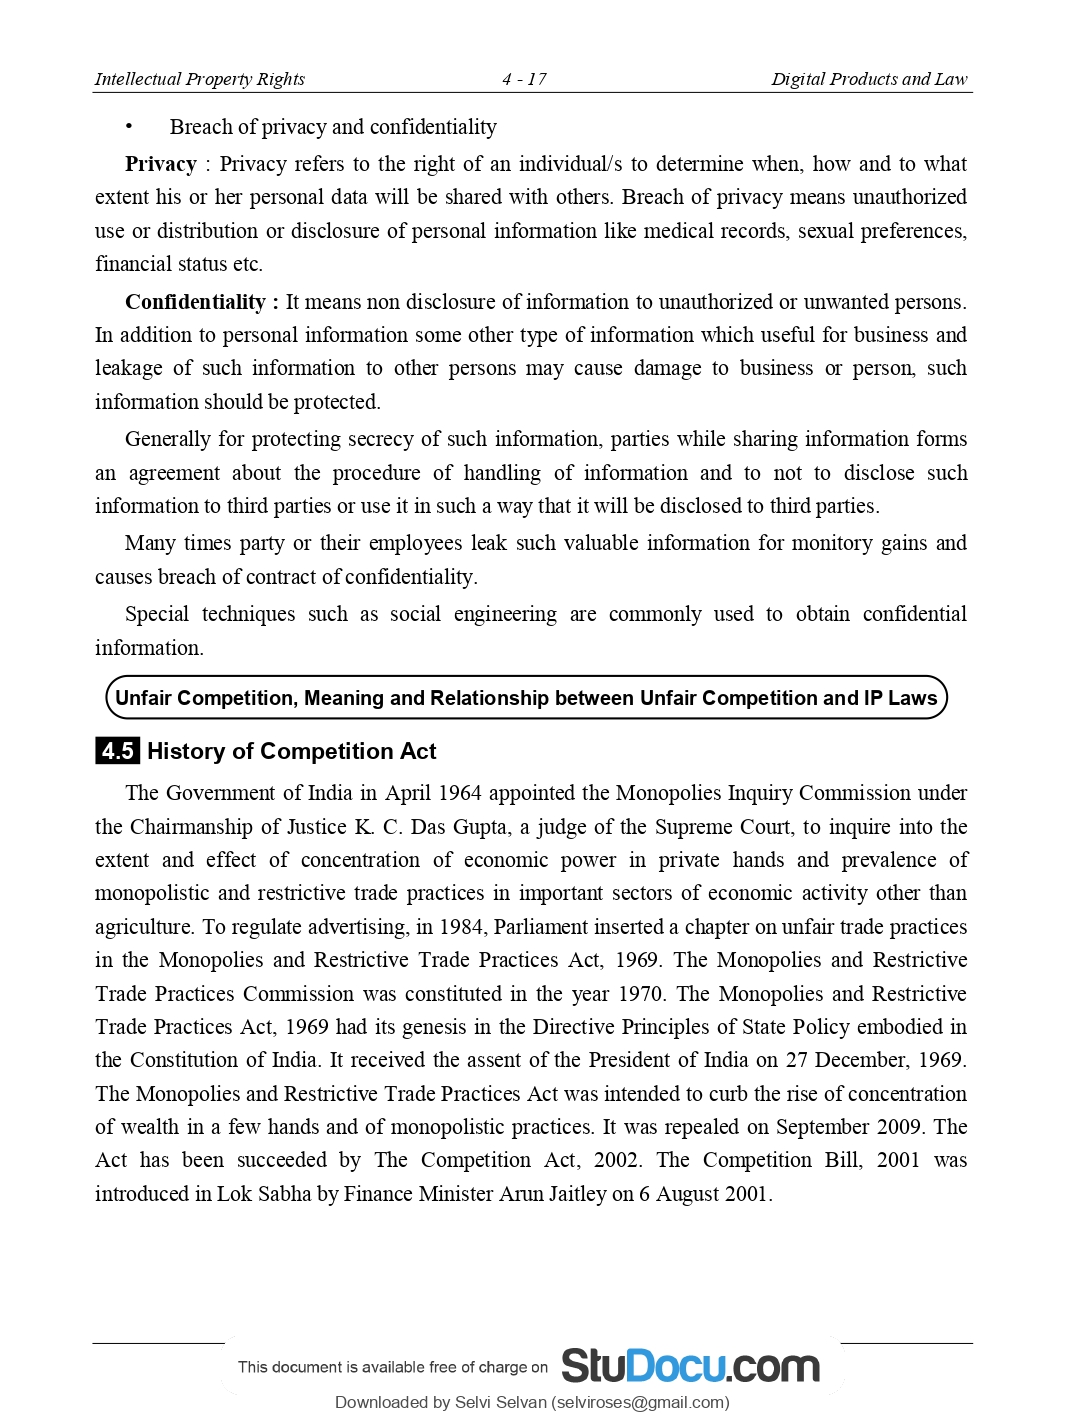 Intellectual Property Rights 4 - 17 Digital Products and Law
• Breach of privacy and confidentiality
Privacy : Privacy refers to the right of an individual/s to determine when, how and to what
extent his or her personal data will be shared with others. Breach of privacy means unauthorized
use or distribution or disclosure of personal information like medical records, sexual preferences,
financial status etc.
Confidentiality : It means non disclosure of information to unauthorized or unwanted persons.
In addition to personal information some other type of information which useful for business and
leakage of such information to other persons may cause damage to business or person, such
information should be protected.
Generally for protecting secrecy of such information, parties while sharing information forms
an agreement about the procedure of handling of information and to not to disclose such
information to third parties or use it in such a way that it will be disclosed to third parties.
Many times party or their employees leak such valuable information for monitory gains and
causes breach of contract of confidentiality.
Special techniques such as social engineering are commonly used to obtain confidential
information.
Unfair Competition, Meaning and Relationship between Unfair Competition and IP Laws
4.5 History of Competition Act
The Government of India in April 1964 appointed the Monopolies Inquiry Commission under
the Chairmanship of Justice K. C. Das Gupta, a judge of the Supreme Court, to inquire into the
extent and effect of concentration of economic power in private hands and prevalence of
monopolistic and restrictive trade practices in important sectors of economic activity other than
agriculture. To regulate advertising, in 1984, Parliament inserted a chapter on unfair trade practices
in the Monopolies and Restrictive Trade Practices Act, 1969. The Monopolies and Restrictive
Trade Practices Commission was constituted in the year 1970. The Monopolies and Restrictive
Trade Practices Act, 1969 had its genesis in the Directive Principles of State Policy embodied in
the Constitution of India. It received the assent of the President of India on 27 December, 1969.
The Monopolies and Restrictive Trade Practices Act was intended to curb the rise of concentration
of wealth in a few hands and of monopolistic practices. It was repealed on September 2009. The
Act has been succeeded by The Competition Act, 2002. The Competition Bill, 2001 was
introduced in Lok Sabha by Finance Minister Arun Jaitley on 6 August 2001.
This document is available free of charge on StuDocu.com
Downloaded by Selvi Selvan (selviroses@gmail.com)